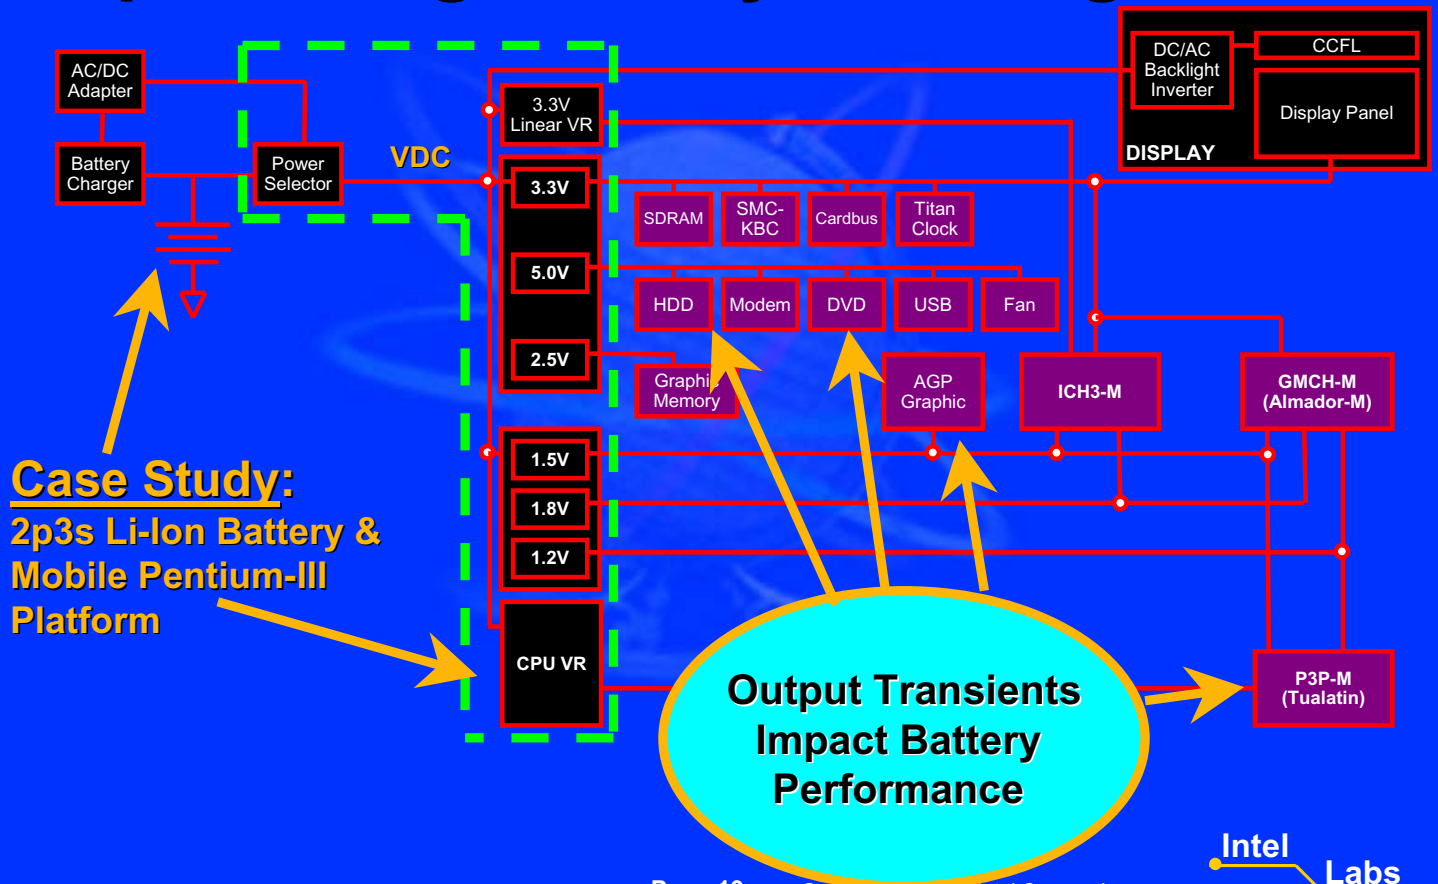 AC/DC
Adapter
Battery
Charger
Power
Selector
VDC
3.3V
Linear VR
3.3V
5.0V
2.5V
1.5V
1.8V
1.2V
CPU VR
DC/AC
Backlight
Inverter
CCFL
Display Panel
DISPLAY
SDRAM
SMC-
KBC
Cardbus
Titan
Clock
HDD
Modem
DVD
USB
Fan
Graphic
Memory
AGP
Graphic
ICH3-M
GMCH-M
(Almador-M)
P3P-M
(Tualatin)
Case Study:
2p3s Li-Ion Battery &
Mobile Pentium-III
Platform
Output Transients
Impact Battery
Performance
Intel
Labs